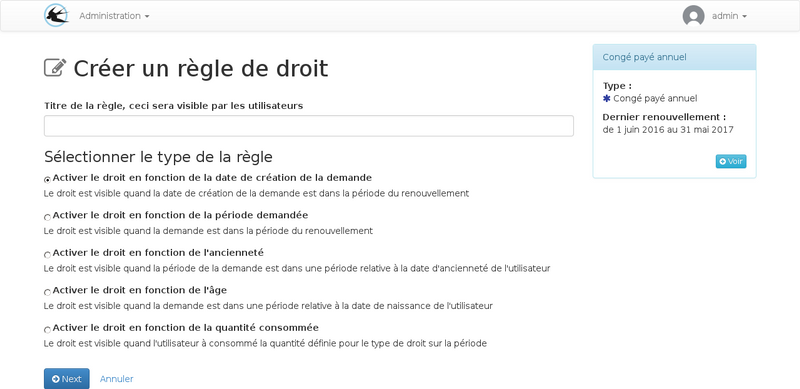 Administration
admin
Créer un règle de droit
Titre de la règle, ceci sera visible par les utilisateurs
Sélectionner le type de la règle
Activer le droit en fonction de la date de création de la demande
Le droit est visible quand la date de création de la demande est dans la période du renouvellement
Activer le droit en fonction de la période demandée
Le droit est visible quand la demande est dans la période du renouvellement
Activer le droit en fonction de l'ancienneté
Le droit est visible quand la période de la demande est dans une période relative à la date d'ancienneté de l'utilisateur
Activer le droit en fonction de l'âge
Le droit est visible quand la demande est dans une période relative à la date de naissance de l'utilisateur
Activer le droit en fonction de la quantité consommée
Le droit est visible quand l'utilisateur à consommé la quantité définie pour le type de droit sur la période
Next
Annuler
Congé payé annuel
Type :
Congé payé annuel
Dernier renouvellement :
de 1 juin 2016 au 31 mai 2017
Voir